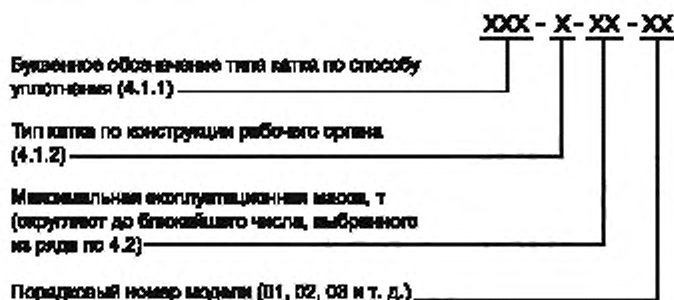 XXX - X - XX - XX
Буквенное обозначение типа катка по способу
уплотнения (4.1.1)
Тип катка по конструкции рабочего органа
(4.1.2)
Максимальная эксплуатационная масса, т
(округляют до ближайшего числа, выбранного
из ряда по 4.2)
Порядковый номер модели (01, 02, 03 и т. д.)